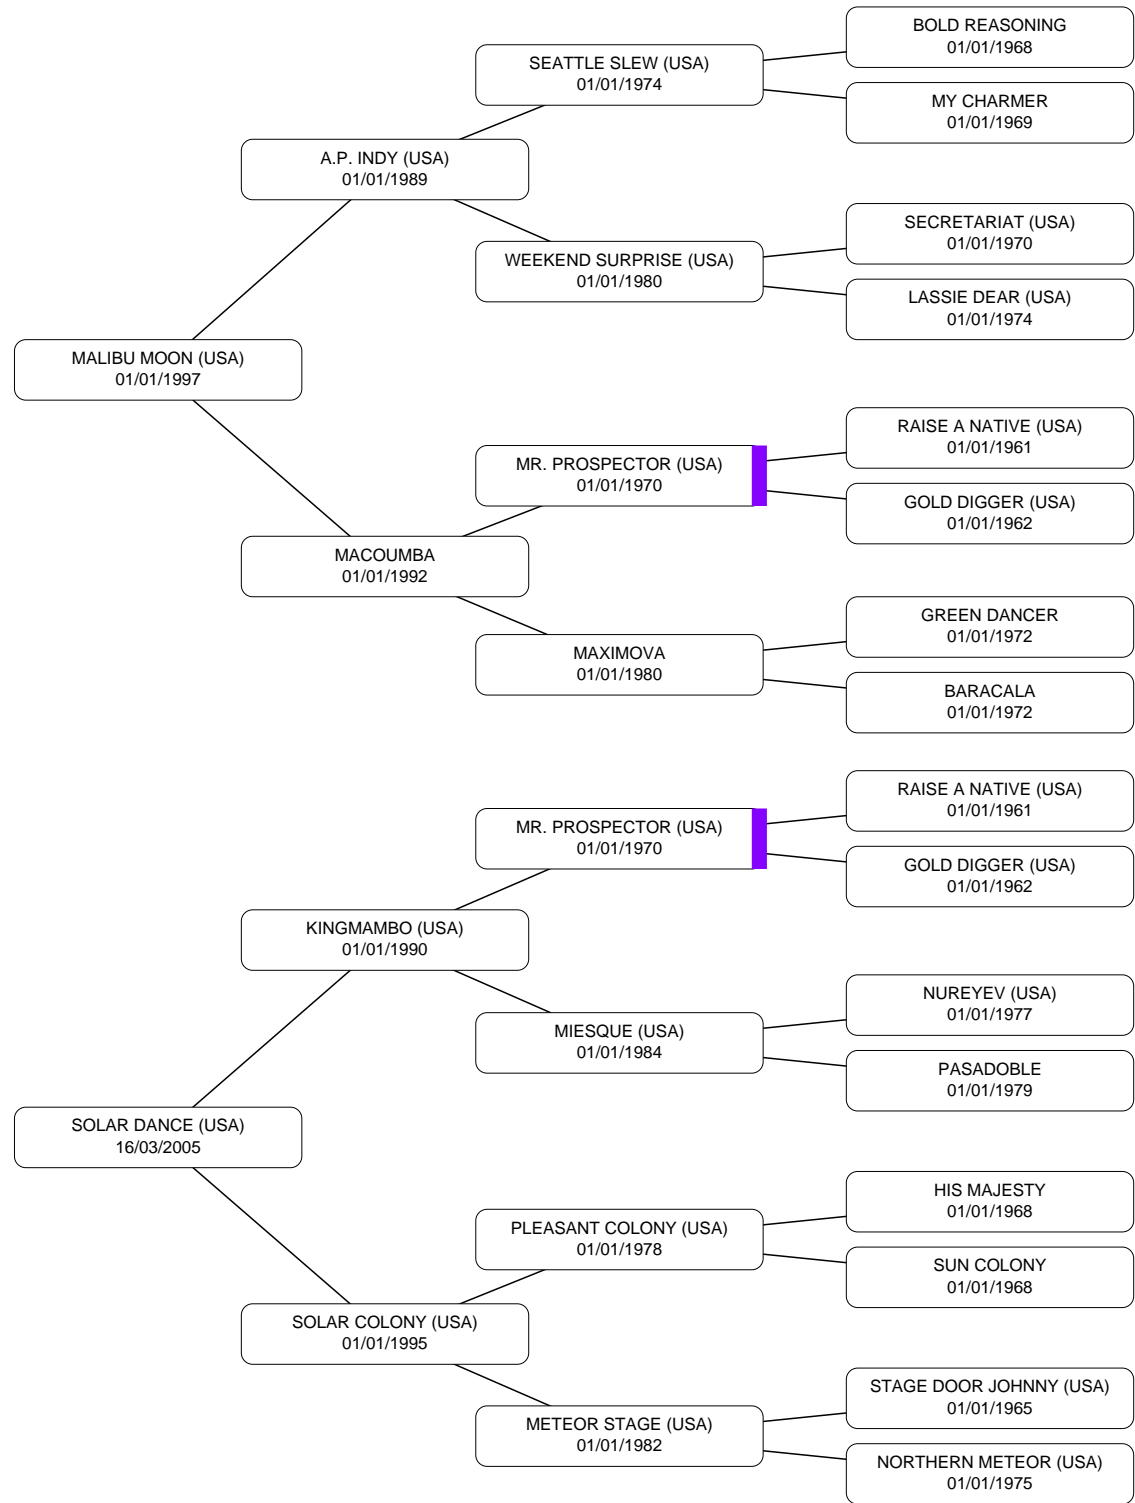 BOLD REASONING
01/01/1968
SEATTLE SLEW (USA)
01/01/1974
MY CHARMER
01/01/1969
A.P. INDY (USA)
01/01/1989
SECRETARIAT (USA)
01/01/1970
WEEKEND SURPRISE (USA)
01/01/1980
LASSIE DEAR (USA)
01/01/1974
MALIBU MOON (USA)
01/01/1997
RAISE A NATIVE (USA)
01/01/1961
MR. PROSPECTOR (USA)
01/01/1970
GOLD DIGGER (USA)
01/01/1962
MACOUMBA
01/01/1992
GREEN DANCER
01/01/1972
MAXIMOVA
01/01/1980
BARACALA
01/01/1972
RAISE A NATIVE (USA)
01/01/1961
MR. PROSPECTOR (USA)
01/01/1970
GOLD DIGGER (USA)
01/01/1962
KINGMAMBO (USA)
01/01/1990
NUREYEV (USA)
01/01/1977
MIESQUE (USA)
01/01/1984
PASADOBLE
01/01/1979
SOLAR DANCE (USA)
16/03/2005
HIS MAJESTY
01/01/1968
PLEASANT COLONY (USA)
01/01/1978
SUN COLONY
01/01/1968
SOLAR COLONY (USA)
01/01/1995
STAGE DOOR JOHNNY (USA)
01/01/1965
METEOR STAGE (USA)
01/01/1982
NORTHERN METEOR (USA)
01/01/1975